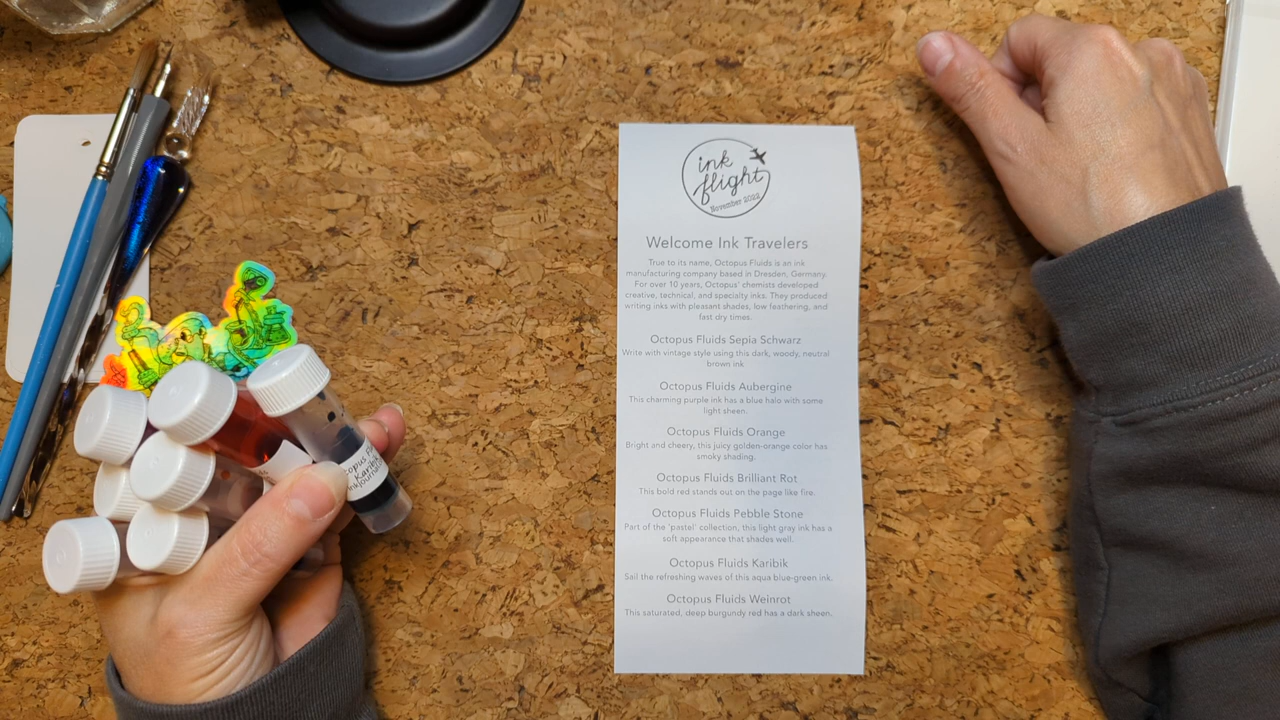 ink
flight
November 2022
Welcome Ink Travelers
True to its name, Octopus Fluids is an ink
manufacturing company based in Dresden, Germany.
For over 10 years, Octopus' chemists developed
creative, technical, and specialty inks. They produced
writing inks with pleasant shades, low feathering, and
fast dry times.
Octopus Fluids Sepia Schwarz
Write with vintage style using this dark, woody, neutral
brown ink
Octopus Fluids Aubergine
This charming purple ink has a blue halo with some
light sheen.
Octopus Fluids Orange
Bright and cheery, this juicy golden-orange color has
smoky shading.
Octopus Fluids Brilliant Rot
This bold red stands out on the page like fire.
Octopus Fluids Pebble Stone
Part of the 'pastel' collection, this light gray ink has a
soft appearance that shades well.
Octopus Fluids Karibik
Sail the refreshing waves of this aqua blue-green ink.
Octopus Fluids Weinrot
This saturated, deep burgundy red has a dark sheen.
Karibik